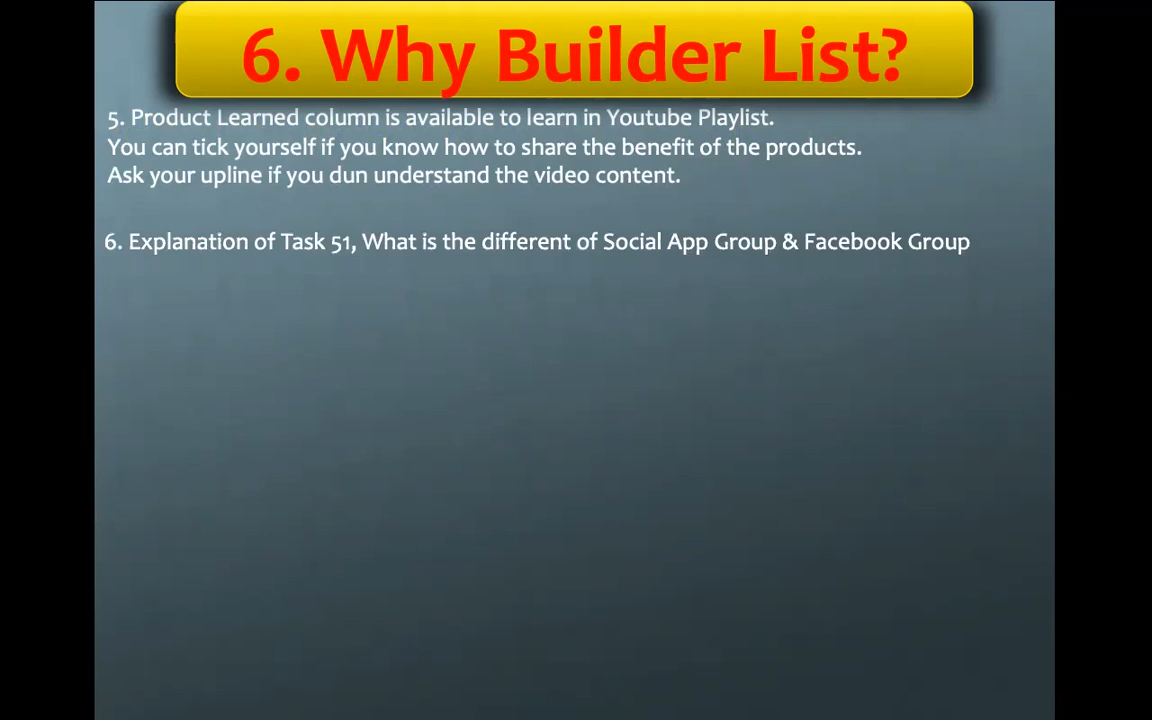 6. Why Builder List?
5. Product Learned column is available to learn in Youtube Playlist.
You can tick yourself if you know how to share the benefit of the products.
Ask your upline if you dun understand the video content.
6. Explanation of Task 51, What is the different of Social App Group & Facebook Group